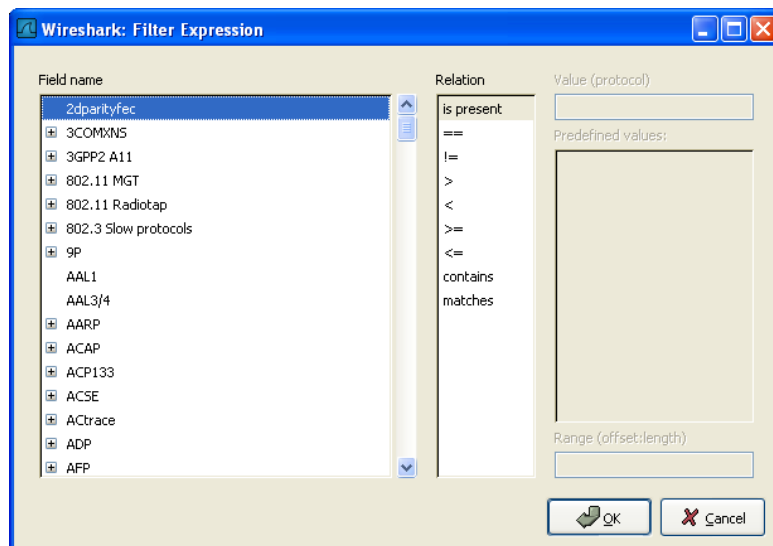 Wireshark: Filter Expression
Field name
2dparityfec
3COMXNS
3GPP2 A11
802.11 MGT
802.11 Radiotap
802.3 Slow protocols
9P
AAL1
AAL3/4
AARP
ACAP
ACP133
ACSE
ACtrace
ADP
AFP
Relation
is present
==
!=
>
<
>=
<=
contains
matches
Value (protocol)
Predefined values:
Range (offset:length)
OK
Cancel